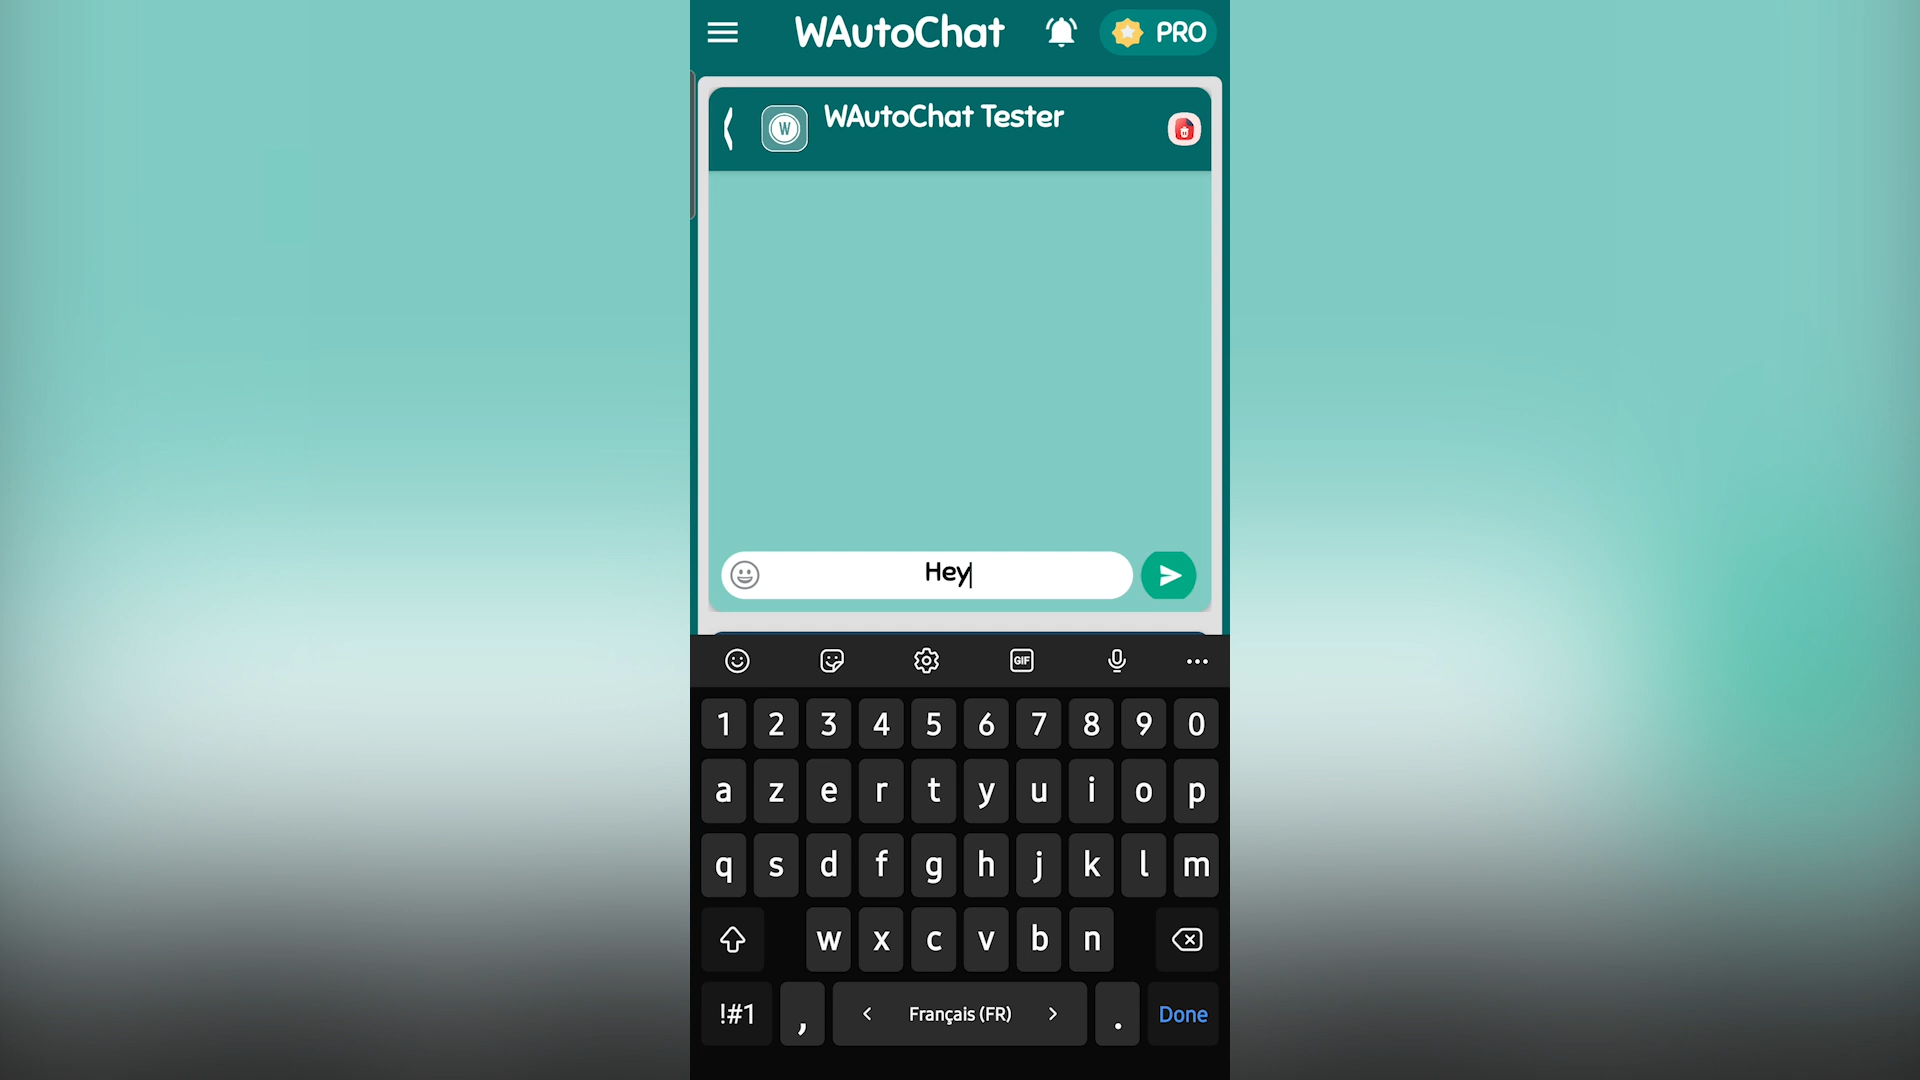 WAutoChat
PRO
W
WAutoChat Tester
Hey
GIF
1 2 3 4 5 6 7 8 9 0
a z e r t y u i o p
q s d f g h j k l m
w x c v b n
!#1 , < Français (FR) > . Done